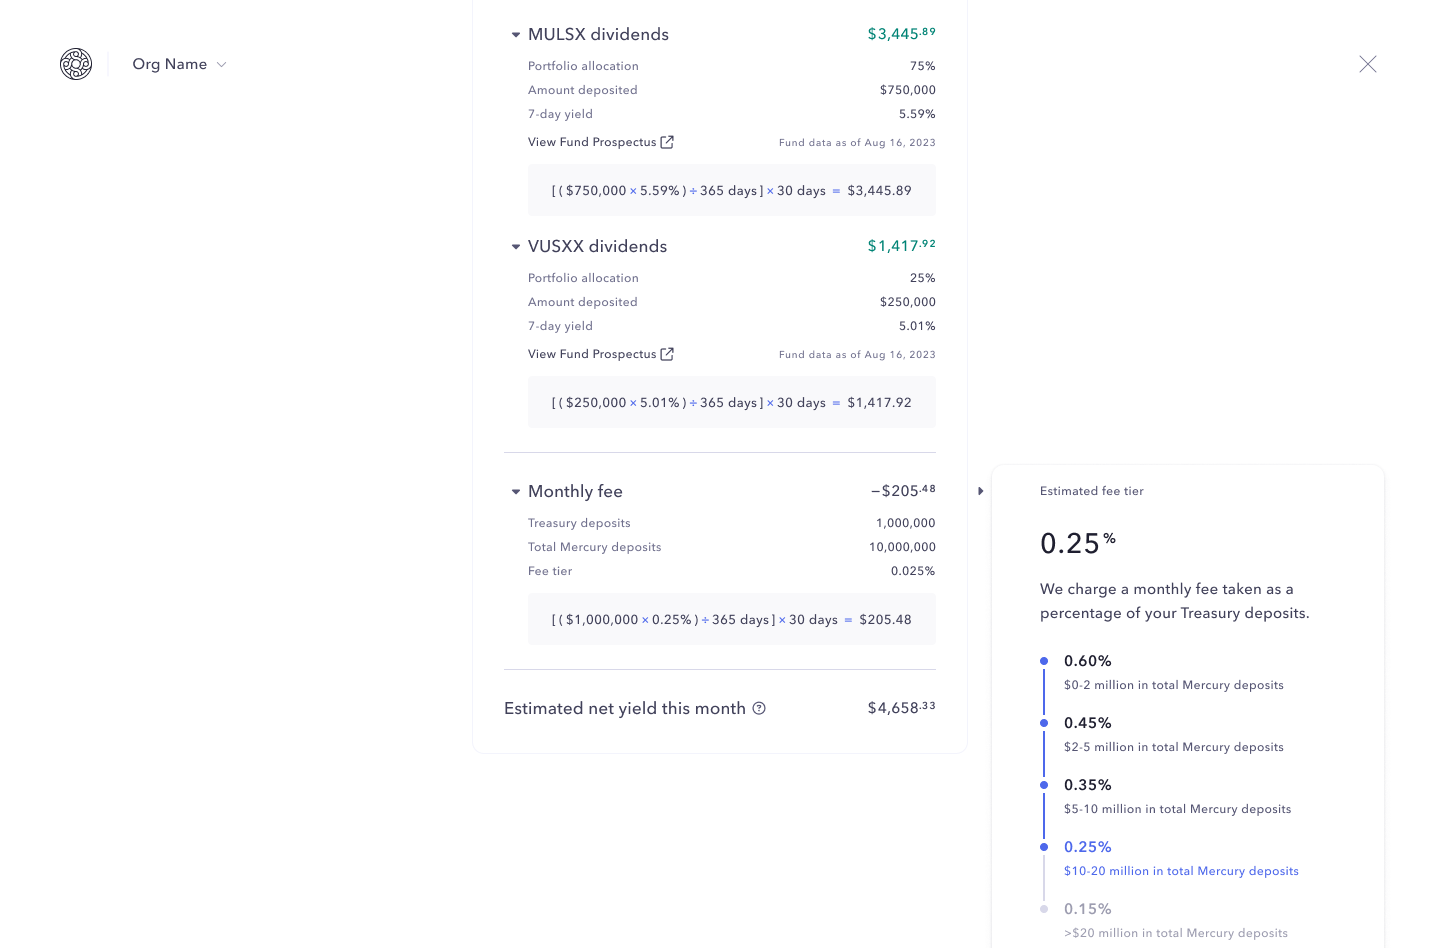 Org Name
MULSX dividends $3,445.89
Portfolio allocation 75%
Amount deposited $750,000
7-day yield 5.59%
View Fund Prospectus Fund data as of Aug 16, 2023
[ ( $750,000 × 5.59% ) ÷ 365 days ] × 30 days = $3,445.89
VUSXX dividends $1,417.92
Portfolio allocation 25%
Amount deposited $250,000
7-day yield 5.01%
View Fund Prospectus Fund data as of Aug 16, 2023
[ ( $250,000 × 5.01% ) ÷ 365 days ] × 30 days = $1,417.92
Monthly fee –$205.48
Treasury deposits 1,000,000
Total Mercury deposits 10,000,000
Fee tier 0.025%
[ ( $1,000,000 × 0.25% ) ÷ 365 days ] × 30 days = $205.48
Estimated net yield this month $4,658.33
Estimated fee tier
0.25%
We charge a monthly fee taken as a
percentage of your Treasury deposits.
0.60%
$0-2 million in total Mercury deposits
0.45%
$2-5 million in total Mercury deposits
0.35%
$5-10 million in total Mercury deposits
0.25%
$10-20 million in total Mercury deposits
0.15%
>$20 million in total Mercury deposits